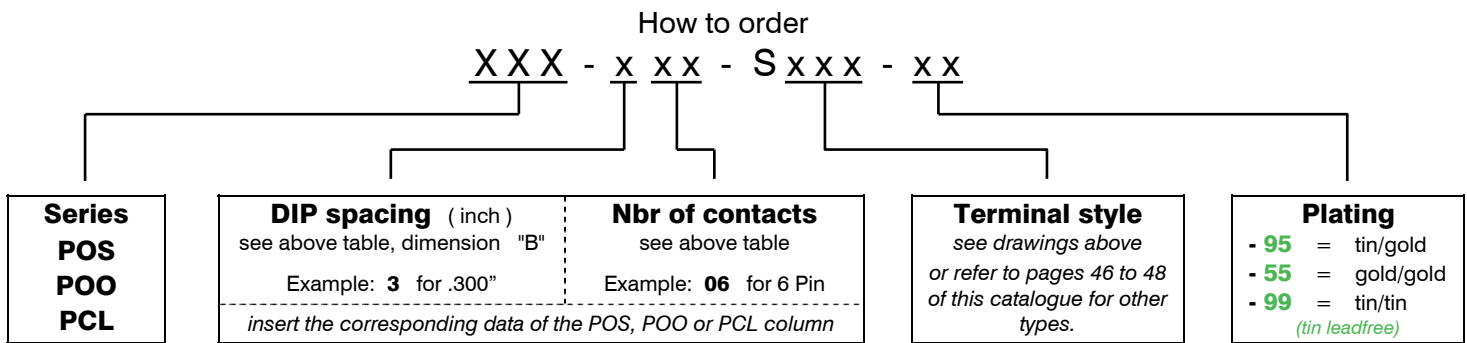 How to order
XXX - x xx - S xxx - xx
Series
POS
POO
PCL
DIP spacing ( inch )
see above table, dimension "B"
Example: 3 for .300”
Nbr of contacts
see above table
Example: 06 for 6 Pin
insert the corresponding data of the POS, POO or PCL column
Terminal style
see drawings above
or refer to pages 46 to 48
of this catalogue for other
types.
Plating
- 95 = tin/gold
- 55 = gold/gold
- 99 = tin/tin
(tin leadfree)